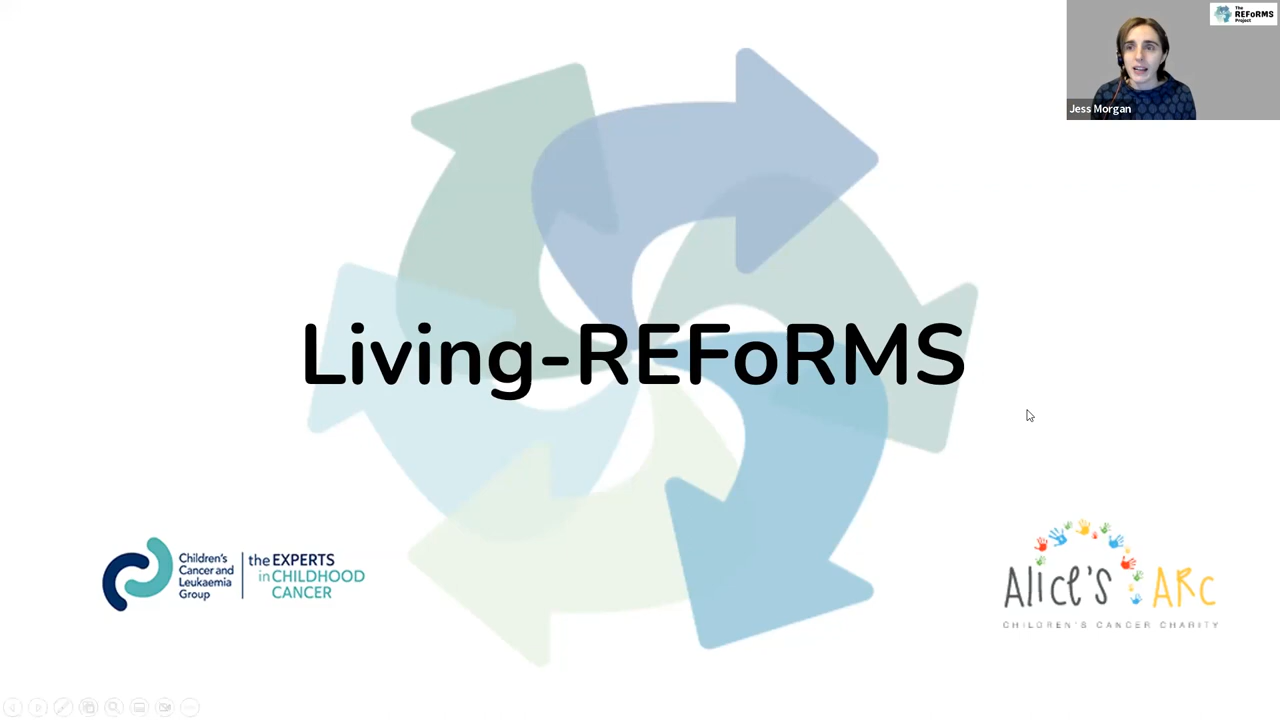 The
REFoRMS
Project
Jess Morgan
Living-REFoRMS
Children's
Cancer and
Leukaemia
Group
the EXPERTS
in CHILDHOOD
CANCER
Alice's ARc
CHILDREN'S CANCER CHARITY